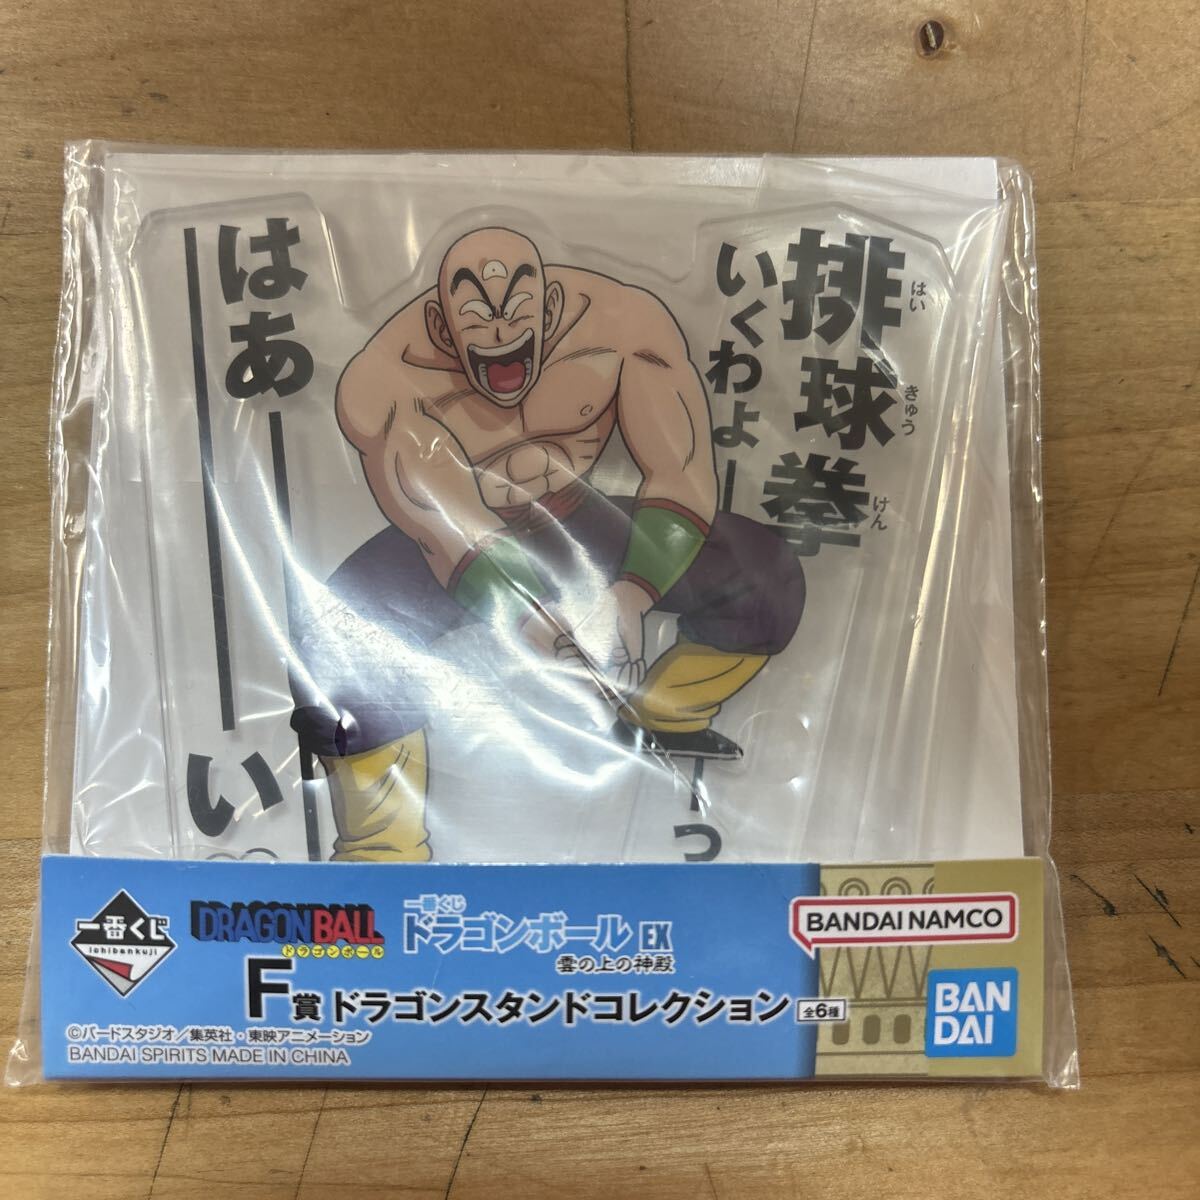 排球拳
はいきゅうけん
いくわよー
ーっ
はあー
い
一番くじ
ichibankuji
DRAGON BALL
ドラゴンボール
一番くじ
ドラゴンボール EX
雲の上の神殿
F賞 ドラゴンスタンドコレクション 全6種
©バードスタジオ/集英社・東映アニメーション
BANDAI SPIRITS MADE IN CHINA
BANDAI NAMCO
BAN
DAI